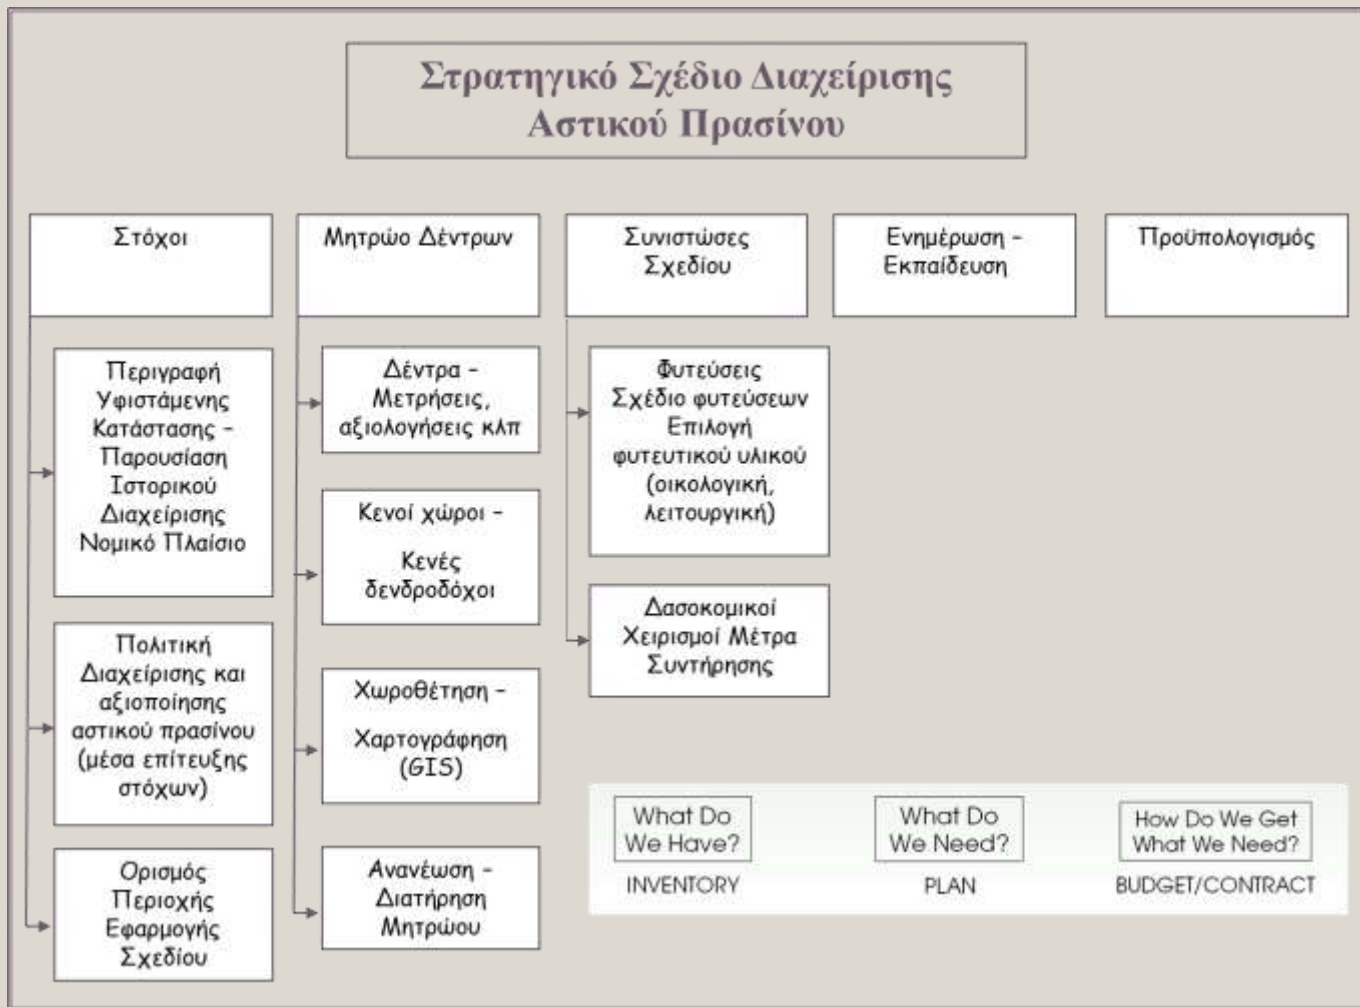 Στρατηγικό Σχέδιο Διαχείρισης
Αστικού Πρασίνου
Στόχοι
Περιγραφή
Υφιστάμενης
Κατάστασης –
Παρουσίαση
Ιστορικού
Διαχείρισης
Νομικό Πλαίσιο
Πολιτική
Διαχείρισης και
αξιοποίησης
αστικού πρασίνου
(μέσα επίτευξης
στόχων)
Ορισμός
Περιοχής
Εφαρμογής
Σχεδίου
Μητρώο Δέντρων
Δέντρα –
Μετρήσεις,
αξιολογήσεις κλπ
Κενοί χώροι –
Κενές
δενδροδόχοι
Χωροθέτηση –
Χαρτογράφηση
(GIS)
Ανανέωση –
Διατήρηση
Μητρώου
Συνιστώσες
Σχεδίου
Φυτεύσεις
Σχέδιο φυτεύσεων
Επιλογή
φυτευτικού υλικού
(οικολογική,
λειτουργική)
Δασοκομικοί
Χειρισμοί Μέτρα
Συντήρησης
Ενημέρωση –
Εκπαίδευση
Προϋπολογισμός
What Do
We Have?
INVENTORY
What Do
We Need?
PLAN
How Do We Get
What We Need?
BUDGET/CONTRACT